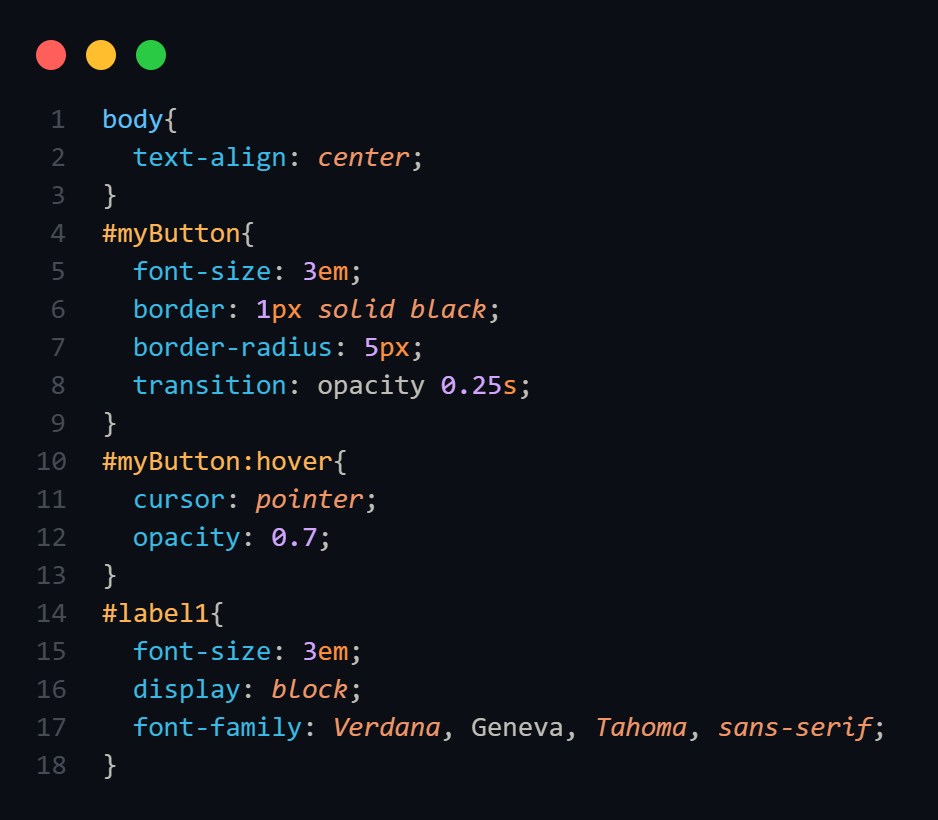 1 body{
2   text-align: center;
3 }
4 #myButton{
5   font-size: 3em;
6   border: 1px solid black;
7   border-radius: 5px;
8   transition: opacity 0.25s;
9 }
10 #myButton:hover{
11   cursor: pointer;
12   opacity: 0.7;
13 }
14 #label1{
15   font-size: 3em;
16   display: block;
17   font-family: Verdana, Geneva, Tahoma, sans-serif;
18 }